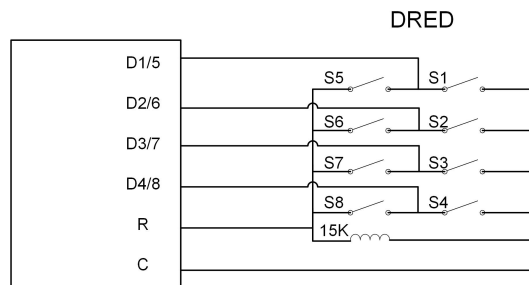 DRED
D1/5
S5 S1
D2/6
S6 S2
D3/7
S7 S3
D4/8
S8 S4
R
15K
C